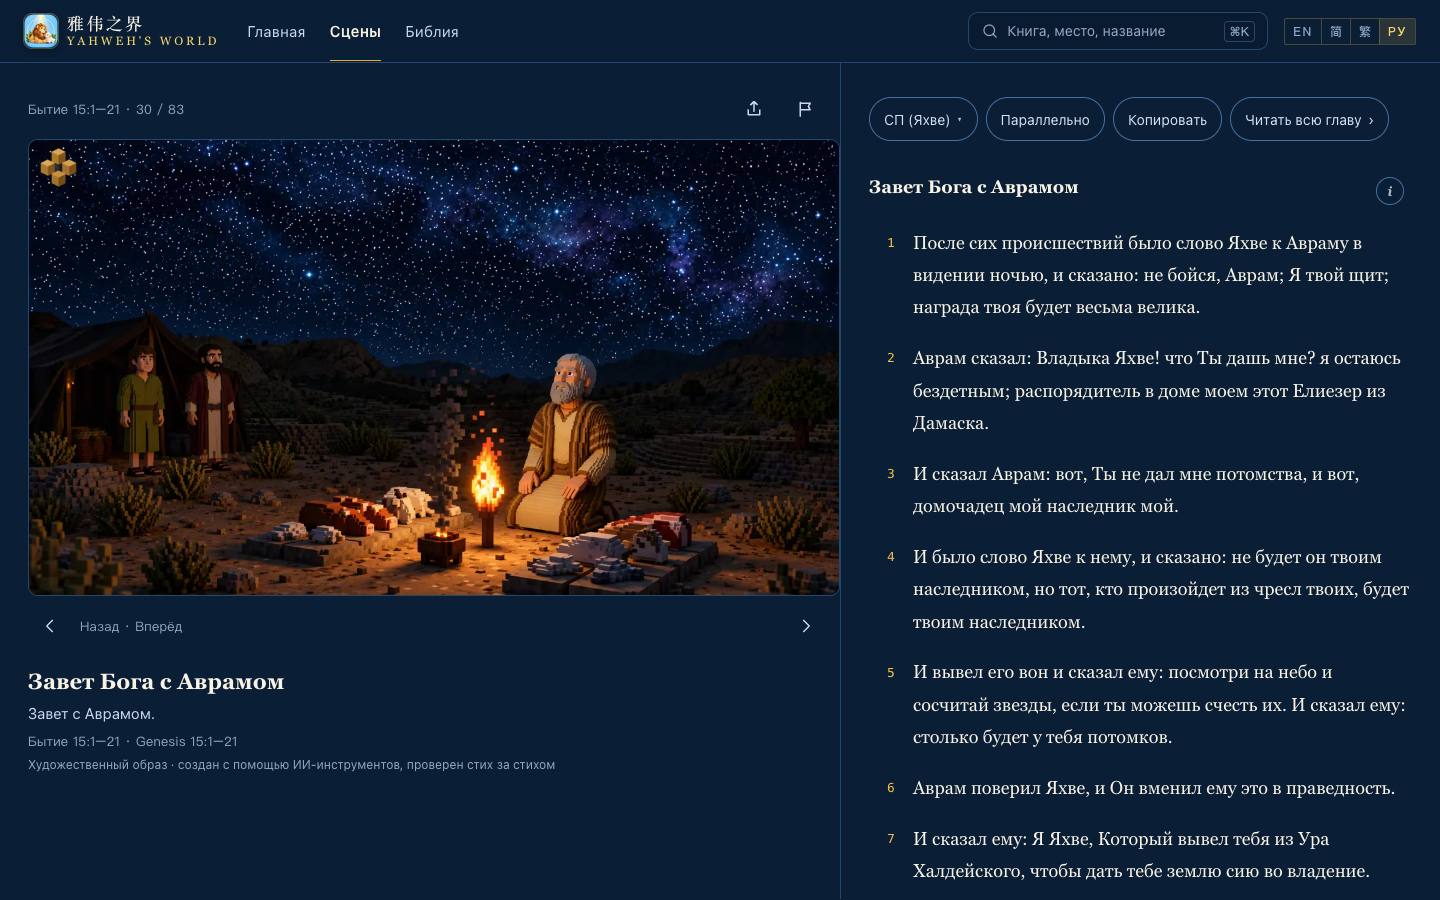 雅伟之界
YAHWEH'S WORLD
Главная
Сцены
Библия
Книга, место, название
⌘K
EN
简
繁
РУ
Бытие 15:1—21 · 30 / 83
Назад · Вперёд
Завет Бога с Аврамом
Завет с Аврамом.
Бытие 15:1—21 · Genesis 15:1—21
Художественный образ · создан с помощью ИИ-инструментов, проверен стих за стихом
СП (Яхве)
Параллельно
Копировать
Читать всю главу ›
Завет Бога с Аврамом
i
1 После сих происшествий было слово Яхве к Авраму в
видении ночью, и сказано: не бойся, Аврам; Я твой щит;
награда твоя будет весьма велика.
2 Аврам сказал: Владыка Яхве! что Ты дашь мне? я остаюсь
бездетным; распорядитель в доме моем этот Елиезер из
Дамаска.
3 И сказал Аврам: вот, Ты не дал мне потомства, и вот,
домочадец мой наследник мой.
4 И было слово Яхве к нему, и сказано: не будет он твоим
наследником, но тот, кто произойдет из чресл твоих, будет
твоим наследником.
5 И вывел его вон и сказал ему: посмотри на небо и
сосчитай звезды, если ты можешь счесть их. И сказал ему:
столько будет у тебя потомков.
6 Аврам поверил Яхве, и Он вменил ему это в праведность.
7 И сказал ему: Я Яхве, Который вывел тебя из Ура
Халдейского, чтобы дать тебе землю сию во владение.